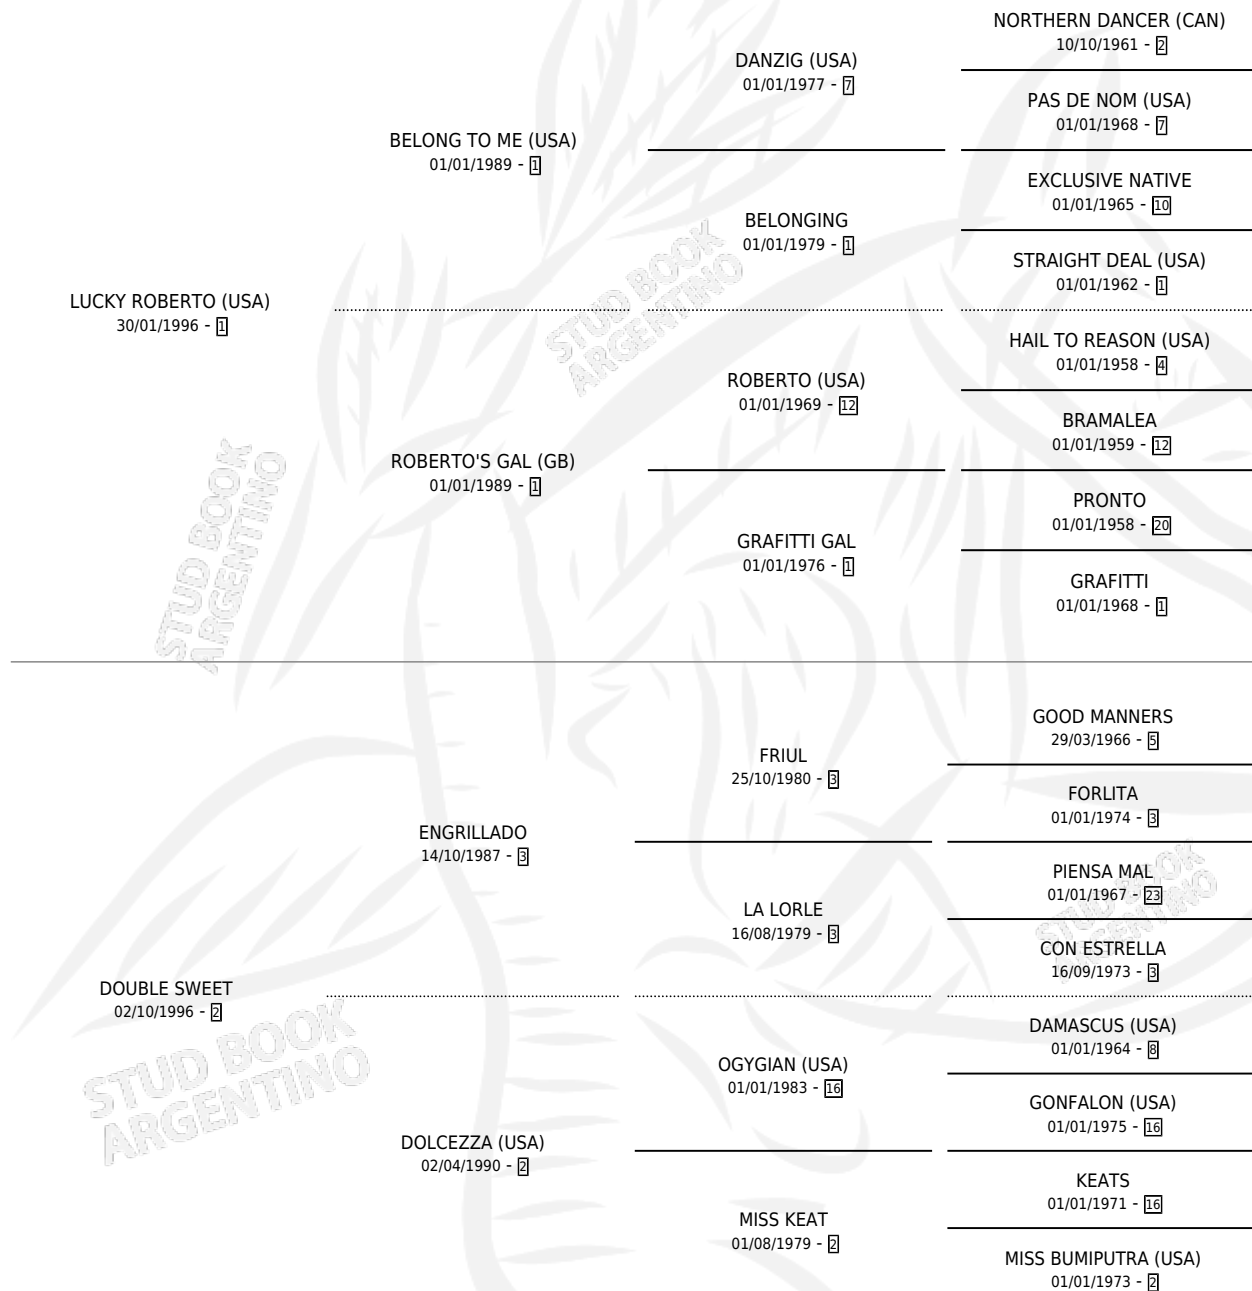 NORTHERN DANCER (CAN)
10/10/1961 - 2
DANZIG (USA)
01/01/1977 - 7
PAS DE NOM (USA)
01/01/1968 - 7
BELONG TO ME (USA)
01/01/1989 - 1
EXCLUSIVE NATIVE
01/01/1965 - 10
BELONGING
01/01/1979 - 1
STRAIGHT DEAL (USA)
01/01/1962 - 1
LUCKY ROBERTO (USA)
30/01/1996 - 1
HAIL TO REASON (USA)
01/01/1958 - 4
ROBERTO (USA)
01/01/1969 - 12
BRAMALEA
01/01/1959 - 12
ROBERTO'S GAL (GB)
01/01/1989 - 1
PRONTO
01/01/1958 - 20
GRAFITTI GAL
01/01/1976 - 1
GRAFITTI
01/01/1968 - 1
GOOD MANNERS
29/03/1966 - 5
FRIUL
25/10/1980 - 3
FORLITA
01/01/1974 - 3
ENGRILLADO
14/10/1987 - 3
PIENSA MAL
01/01/1967 - 23
LA LORLE
16/08/1979 - 3
CON ESTRELLA
16/09/1973 - 3
DOUBLE SWEET
02/10/1996 - 2
DAMASCUS (USA)
01/01/1964 - 8
OGYGIAN (USA)
01/01/1983 - 16
GONFALON (USA)
01/01/1975 - 16
DOLCEZZA (USA)
02/04/1990 - 2
KEATS
01/01/1971 - 16
MISS KEAT
01/08/1979 - 2
MISS BUMIPUTRA (USA)
01/01/1973 - 2
STUD BOOK
ARGENTINO
STUD BOOK
ARGENTINO
STUD BOOK
ARGENTINO
STUD BOOK
ARGENTINO